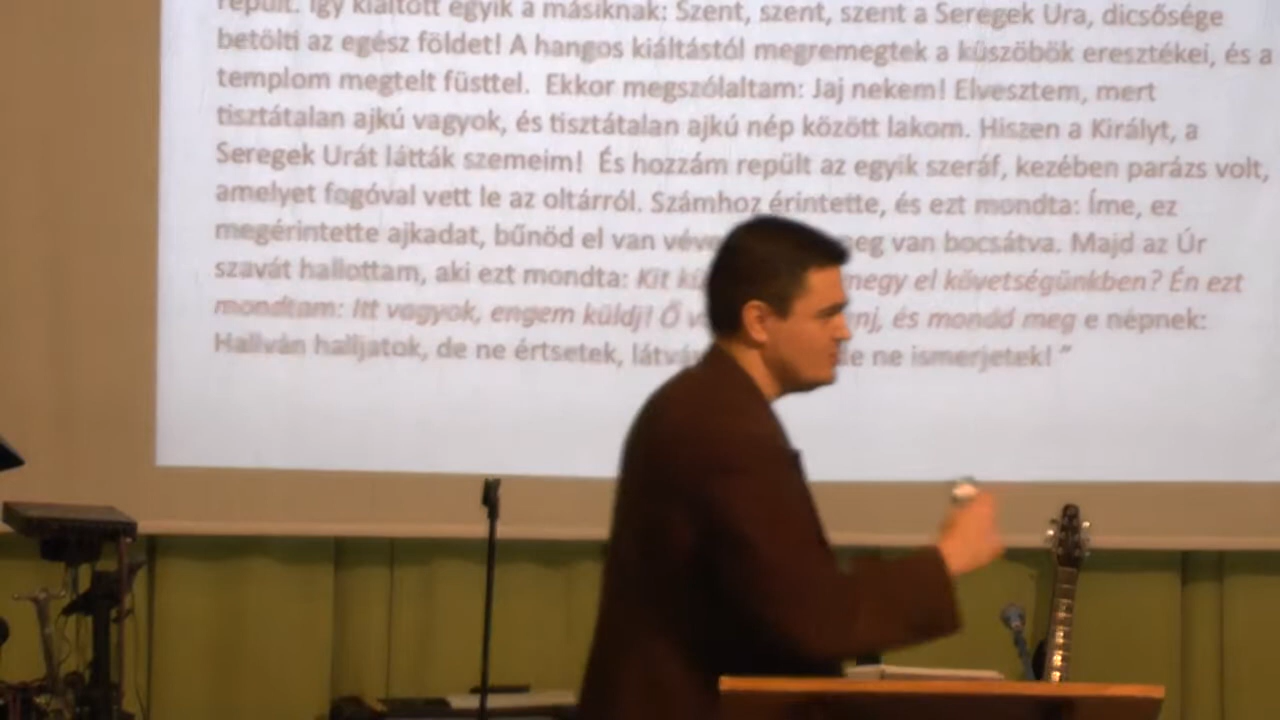 repült. Így kiáltott egyik a másiknak: Szent, szent, szent a Seregek Ura, dicsősége
betölti az egész földet! A hangos kiáltástól megremegtek a küszöbök eresztékei, és a
templom megtelt füsttel. Ekkor megszólaltam: Jaj nekem! Elvesztem, mert
tisztátalan ajkú vagyok, és tisztátalan ajkú nép között lakom. Hiszen a Királyt, a
Seregek Urát látták szemeim! És hozzám repült az egyik szeráf, kezében parázs volt,
amelyet fogóval vett le az oltárról. Számhoz érintette, és ezt mondta: Íme, ez
megérintette ajkadat, bűnöd el van van bocsátva. Majd az Úr
szavát hallottam, aki ezt mondta: Kit megy el követségünkben? Én ezt
mondtam: Itt vagyok, engem küldj! Ő és mondd meg e népnek:
Hallván halljatok, de ne értsetek, de ne ismerjetek! ”